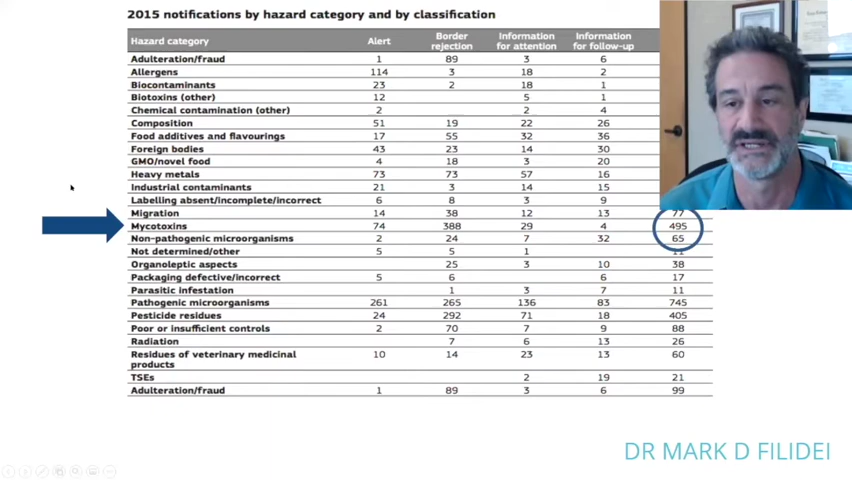 2015 notifications by hazard category and by classification
Hazard category Alert Border rejection Information for attention Information for follow-up
Adulteration/fraud 1 89 3 6
Allergens 114 3 18 2
Biocontaminants 23 2 18 1
Biotoxins (other) 12 5 1
Chemical contamination (other) 2 2 4
Composition 51 19 22 26
Food additives and flavourings 17 55 32 36
Foreign bodies 43 23 14 30
GMO/novel food 4 18 3 20
Heavy metals 73 73 57 16
Industrial contaminants 21 3 14 15
Labelling absent/incomplete/incorrect 6 8 3 9
Migration 14 38 12 13 77
Mycotoxins 74 388 29 4 495
Non-pathogenic microorganisms 2 24 7 32 65
Not determined/other 5 5 1 11
Organoleptic aspects 25 3 10 38
Packaging defective/incorrect 5 6 6 17
Parasitic infestation 1 3 7 11
Pathogenic microorganisms 261 265 136 83 745
Pesticide residues 24 292 71 18 405
Poor or insufficient controls 2 70 7 9 88
Radiation 7 6 13 26
Residues of veterinary medicinal products 10 14 23 13 60
TSEs 2 19 21
Adulteration/fraud 1 89 3 6 99
DR MARK D FILIDEI